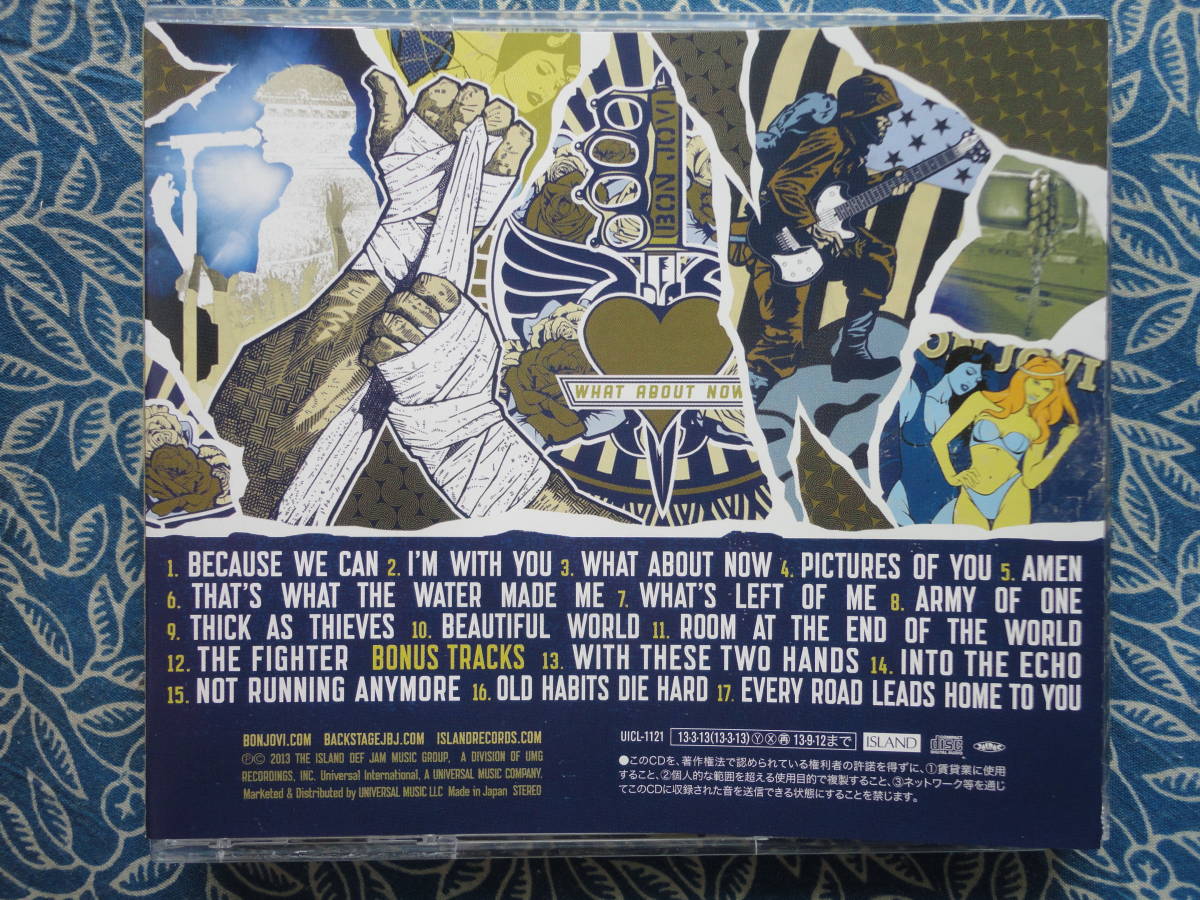 BON JOVI
WHAT ABOUT NOW
ON JOVI
1. BECAUSE WE CAN 2. I'M WITH YOU 3. WHAT ABOUT NOW 4. PICTURES OF YOU 5. AMEN
6. THAT'S WHAT THE WATER MADE ME 7. WHAT'S LEFT OF ME 8. ARMY OF ONE
9. THICK AS THIEVES 10. BEAUTIFUL WORLD 11. ROOM AT THE END OF THE WORLD
12. THE FIGHTER BONUS TRACKS 13. WITH THESE TWO HANDS 14. INTO THE ECHO
15. NOT RUNNING ANYMORE 16. OLD HABITS DIE HARD 17. EVERY ROAD LEADS HOME TO YOU
BONJOVI.COM BACKSTAGEJBJ.COM ISLANDRECORDS.COM
℗© 2013 THE ISLAND DEF JAM MUSIC GROUP, A DIVISION OF UMG
RECORDINGS, INC. Universal International, A UNIVERSAL MUSIC COMPANY.
Marketed & Distributed by UNIVERSAL MUSIC LLC Made in Japan STEREO
UICL-1121 13·3·13(13·3·13)Ⓨ Ⓧ 再 13·9·12まで ISLAND disc
●このCDを、著作権法で認められている権利者の許諾を得ずに、①賃貸業に使用
すること、②個人的な範囲を超える使用目的で複製すること、③ネットワーク等を通じ
てこのCDに収録された音を送信できる状態にすることを禁じます。